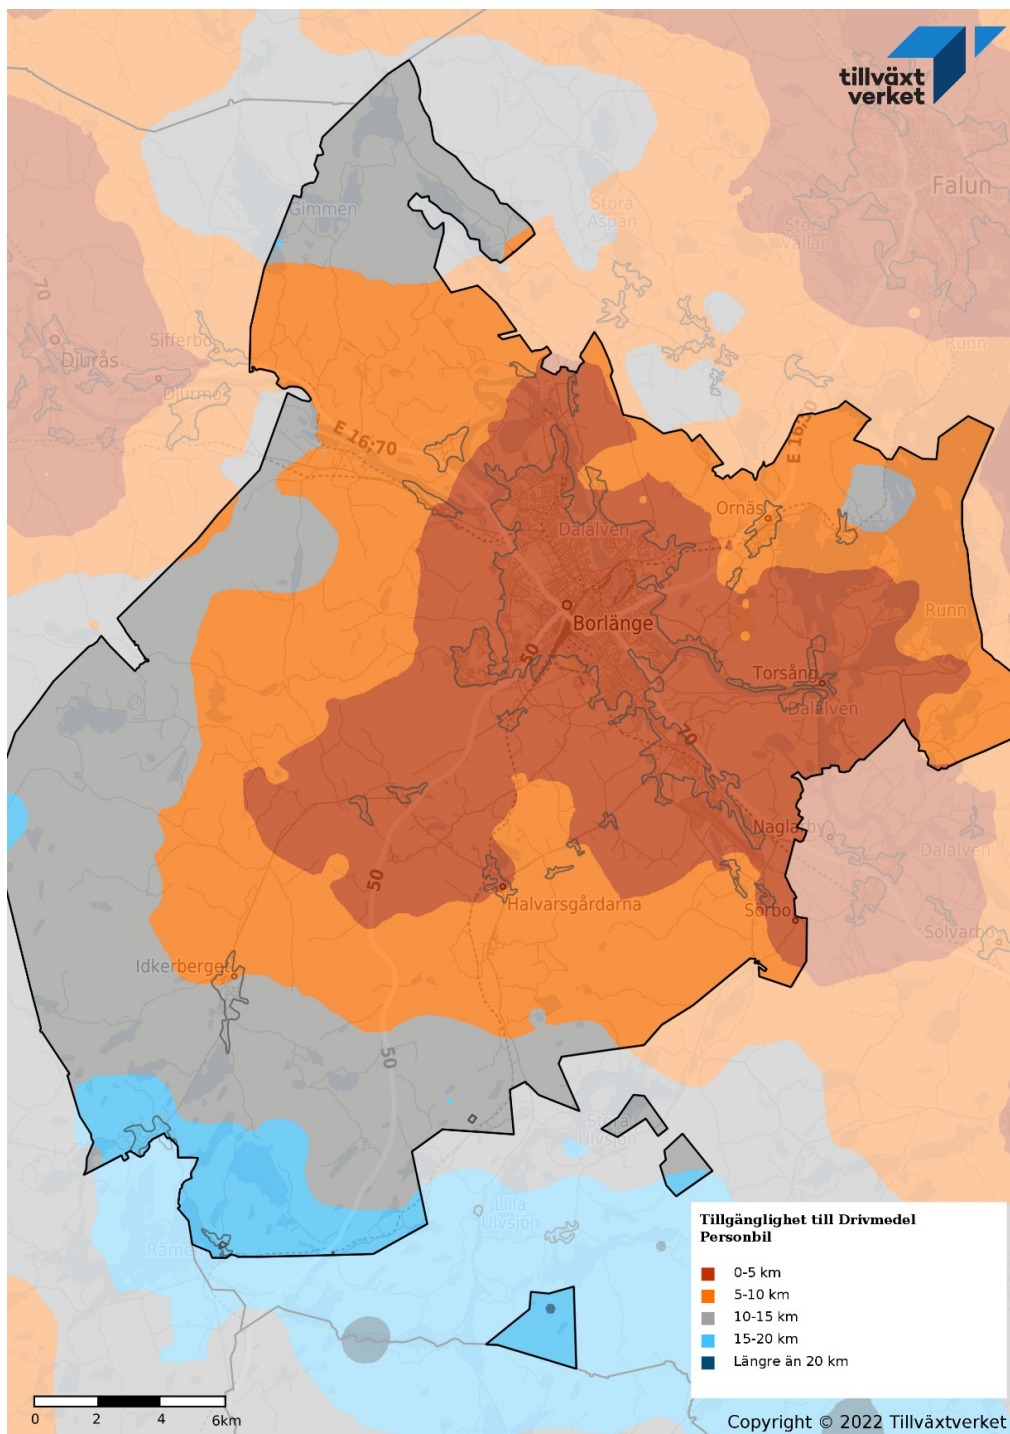 tillväxt
verket
Falun
Gimmen
Stora
Aspan
Stora
Vällan
70
Sifferbo
Djurås
Djurmo
Runn
E 16;70
E 16;50
Ornäs
Dalälven
Runn
Borlänge
50
Torsång
Dalälven
70
Naglarby
Dalälven
50
Halvarsgårdarna
Sörbo
Solvarbo
Idkerberget
50
Stora
Ulvsjön
Lilla
Ulvsjön
Tillgänglighet till Drivmedel
Personbil
0-5 km
5-10 km
10-15 km
15-20 km
Längre än 20 km
0 2 4 6km
Copyright © 2022 Tillväxtverket